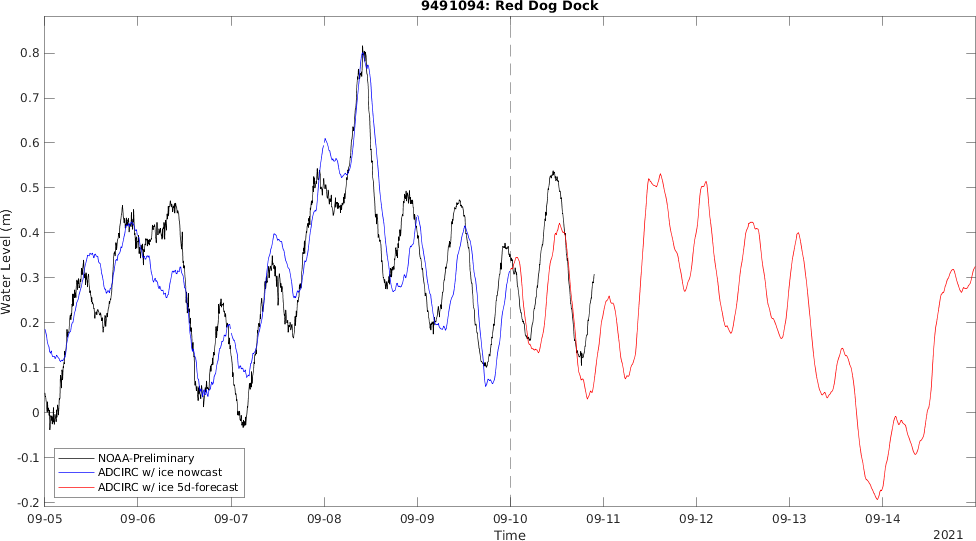 9491094: Red Dog Dock
Water Level (m)
0.8
0.7
0.6
0.5
0.4
0.3
0.2
0.1
0
-0.1
-0.2
NOAA-Preliminary
ADCIRC w/ ice nowcast
ADCIRC w/ ice 5d-forecast
09-05 09-06 09-07 09-08 09-09 09-10 09-11 09-12 09-13 09-14
Time
2021